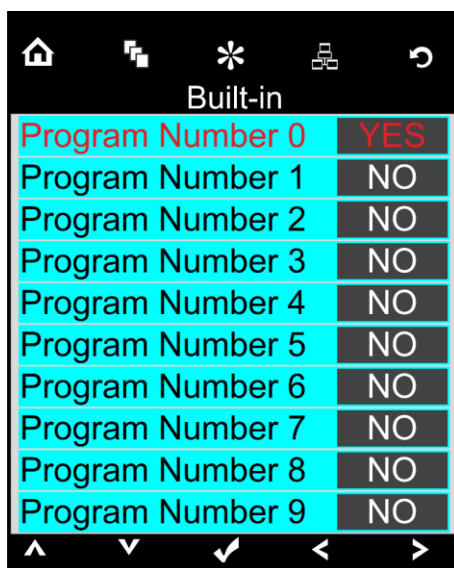 Built-in
Program Number 0 YES
Program Number 1 NO
Program Number 2 NO
Program Number 3 NO
Program Number 4 NO
Program Number 5 NO
Program Number 6 NO
Program Number 7 NO
Program Number 8 NO
Program Number 9 NO